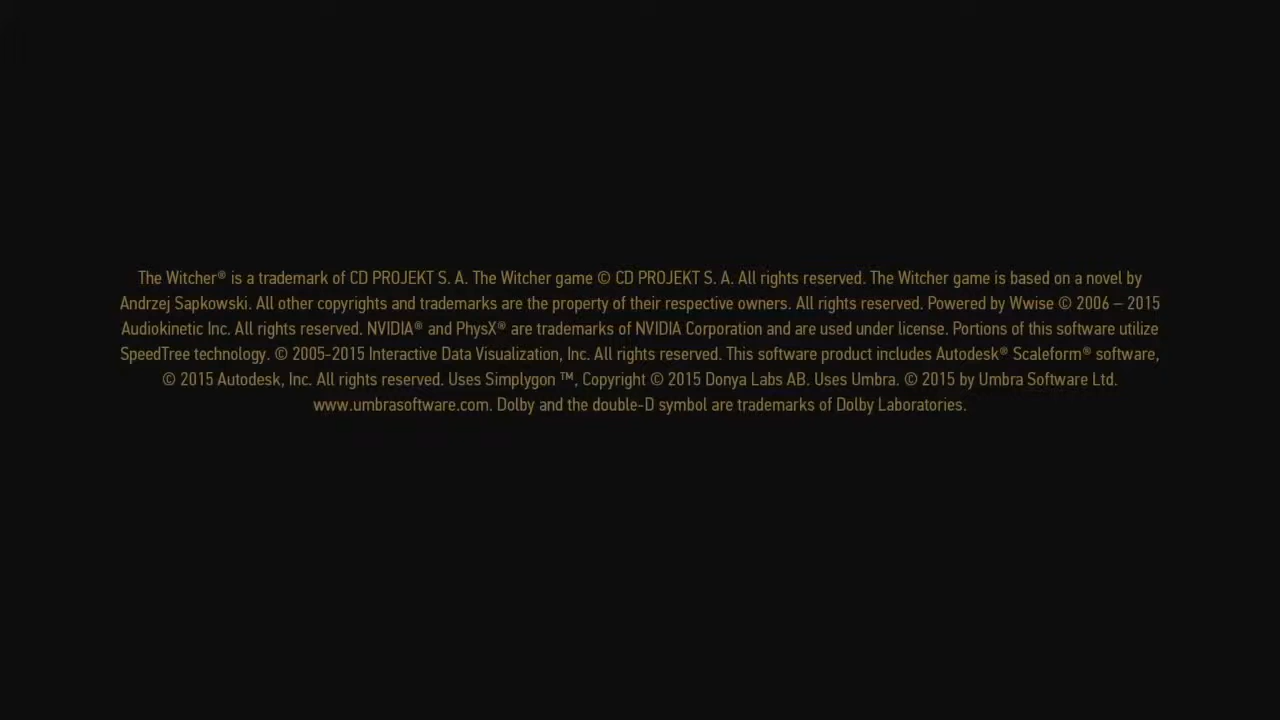 The Witcher® is a trademark of CD PROJEKT S. A. The Witcher game © CD PROJEKT S. A. All rights reserved. The Witcher game is based on a novel by
Andrzej Sapkowski. All other copyrights and trademarks are the property of their respective owners. All rights reserved. Powered by Wwise © 2006 – 2015
Audiokinetic Inc. All rights reserved. NVIDIA® and PhysX® are trademarks of NVIDIA Corporation and are used under license. Portions of this software utilize
SpeedTree technology. © 2005-2015 Interactive Data Visualization, Inc. All rights reserved. This software product includes Autodesk® Scaleform® software,
© 2015 Autodesk, Inc. All rights reserved. Uses Simplygon ™, Copyright © 2015 Donya Labs AB. Uses Umbra. © 2015 by Umbra Software Ltd.
www.umbrasoftware.com. Dolby and the double-D symbol are trademarks of Dolby Laboratories.